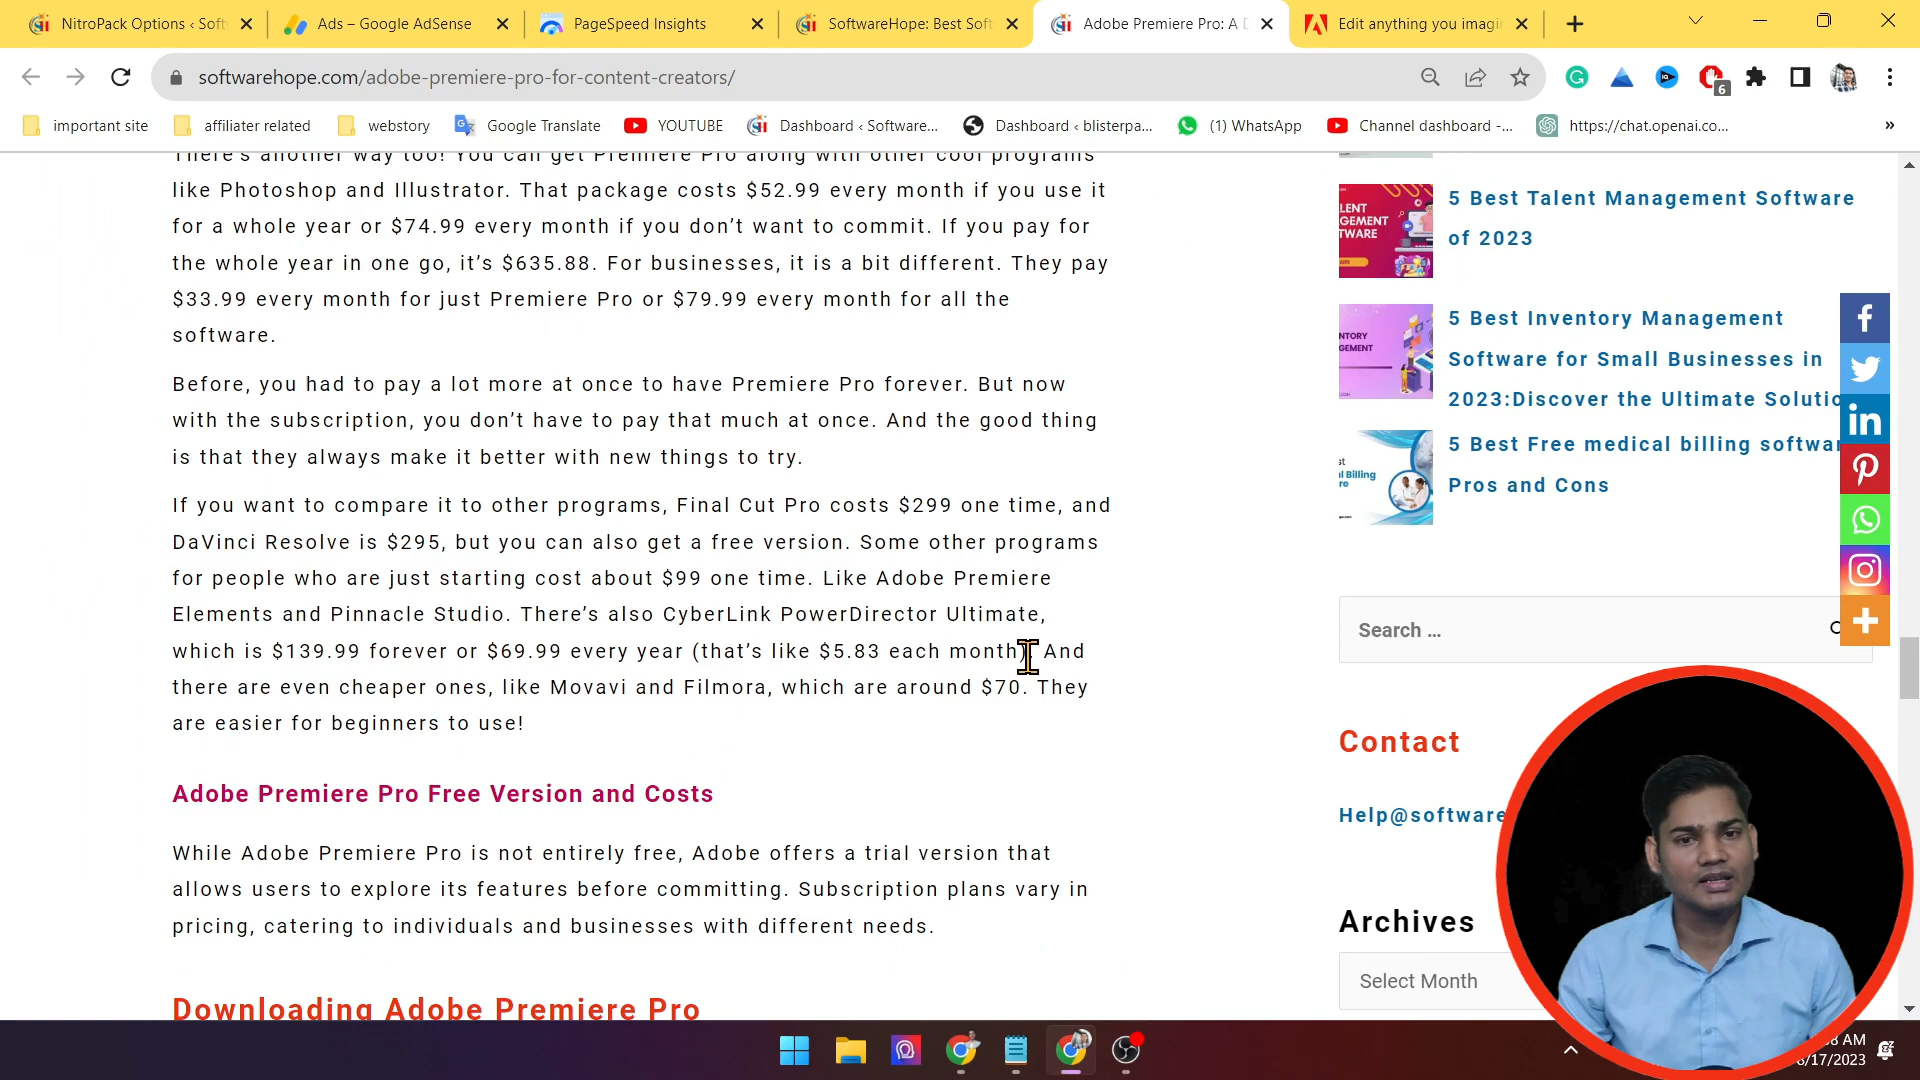 NitroPack Options ‹ Soft
Ads – Google AdSense
PageSpeed Insights
SoftwareHope: Best Soft
Adobe Premiere Pro: A D
Edit anything you imagin
softwarehope.com/adobe-premiere-pro-for-content-creators/
6
important site
affiliater related
webstory
Google Translate
YOUTUBE
Dashboard ‹ Software...
Dashboard ‹ blisterpa...
(1) WhatsApp
Channel dashboard -...
https://chat.openai.co...
»
There's another way too! You can get Premiere Pro along with other cool programs
like Photoshop and Illustrator. That package costs $52.99 every month if you use it
for a whole year or $74.99 every month if you don't want to commit. If you pay for
the whole year in one go, it's $635.88. For businesses, it is a bit different. They pay
$33.99 every month for just Premiere Pro or $79.99 every month for all the
software.
Before, you had to pay a lot more at once to have Premiere Pro forever. But now
with the subscription, you don't have to pay that much at once. And the good thing
is that they always make it better with new things to try.
If you want to compare it to other programs, Final Cut Pro costs $299 one time, and
DaVinci Resolve is $295, but you can also get a free version. Some other programs
for people who are just starting cost about $99 one time. Like Adobe Premiere
Elements and Pinnacle Studio. There's also CyberLink PowerDirector Ultimate,
which is $139.99 forever or $69.99 every year (that's like $5.83 each month). And
there are even cheaper ones, like Movavi and Filmora, which are around $70. They
are easier for beginners to use!
Adobe Premiere Pro Free Version and Costs
While Adobe Premiere Pro is not entirely free, Adobe offers a trial version that
allows users to explore its features before committing. Subscription plans vary in
pricing, catering to individuals and businesses with different needs.
Downloading Adobe Premiere Pro
5 Best Talent Management Software
of 2023
5 Best Inventory Management
Software for Small Businesses in
2023:Discover the Ultimate Solutio
5 Best Free medical billing softwar
Pros and Cons
Search …
Contact
Help@software
Archives
Select Month
AM
/17/2023